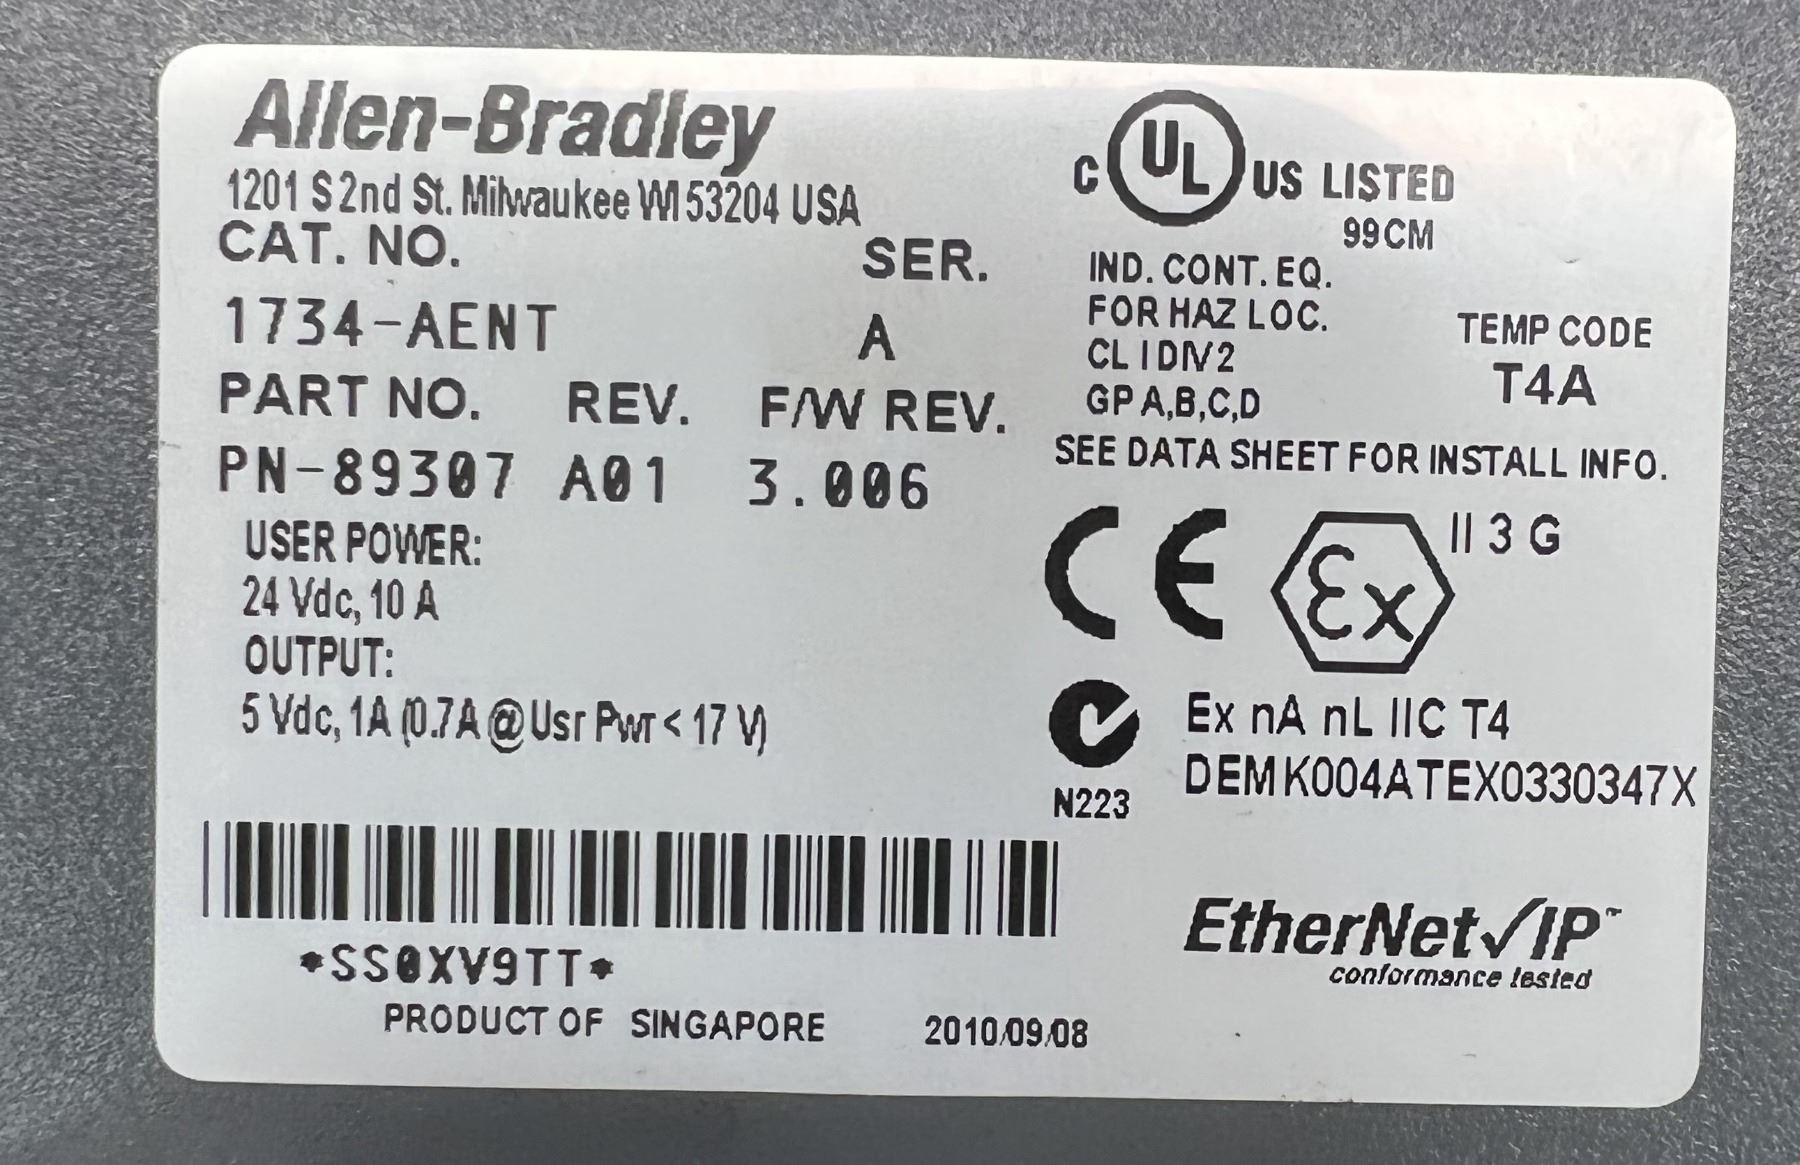 Allen-Bradley
1201 S 2nd St. Milwaukee WI 53204 USA
CAT. NO. SER.
1734-AENT A
PART NO. REV. F/W REV.
PN-89307 A01 3.006
USER POWER:
24 Vdc, 10 A
OUTPUT:
5 Vdc, 1A (0.7A @ Usr Pwr < 17 V)
*SS0XV9TT*
PRODUCT OF SINGAPORE 2010/09/08
C UL US LISTED
99CM
IND. CONT. EQ.
FOR HAZ LOC.
CL I DIV 2
GP A,B,C,D
TEMP CODE
T4A
SEE DATA SHEET FOR INSTALL INFO.
CE Ex II 3 G
N223
Ex nA nL IIC T4
DEMK004ATEX0330347X
EtherNet/IP™
conformance tested